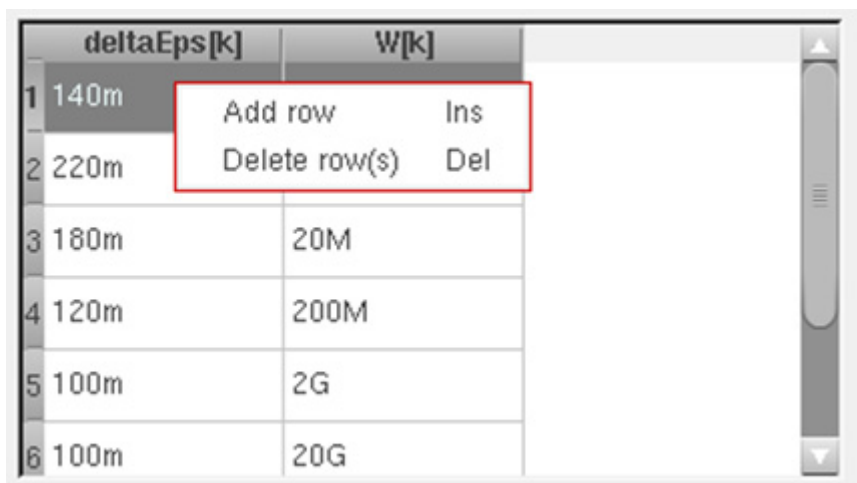 deltaEps[k] W[k]
1 140m
Add row Ins
2 220m
Delete row(s) Del
3 180m 20M
4 120m 200M
5 100m 2G
6 100m 20G